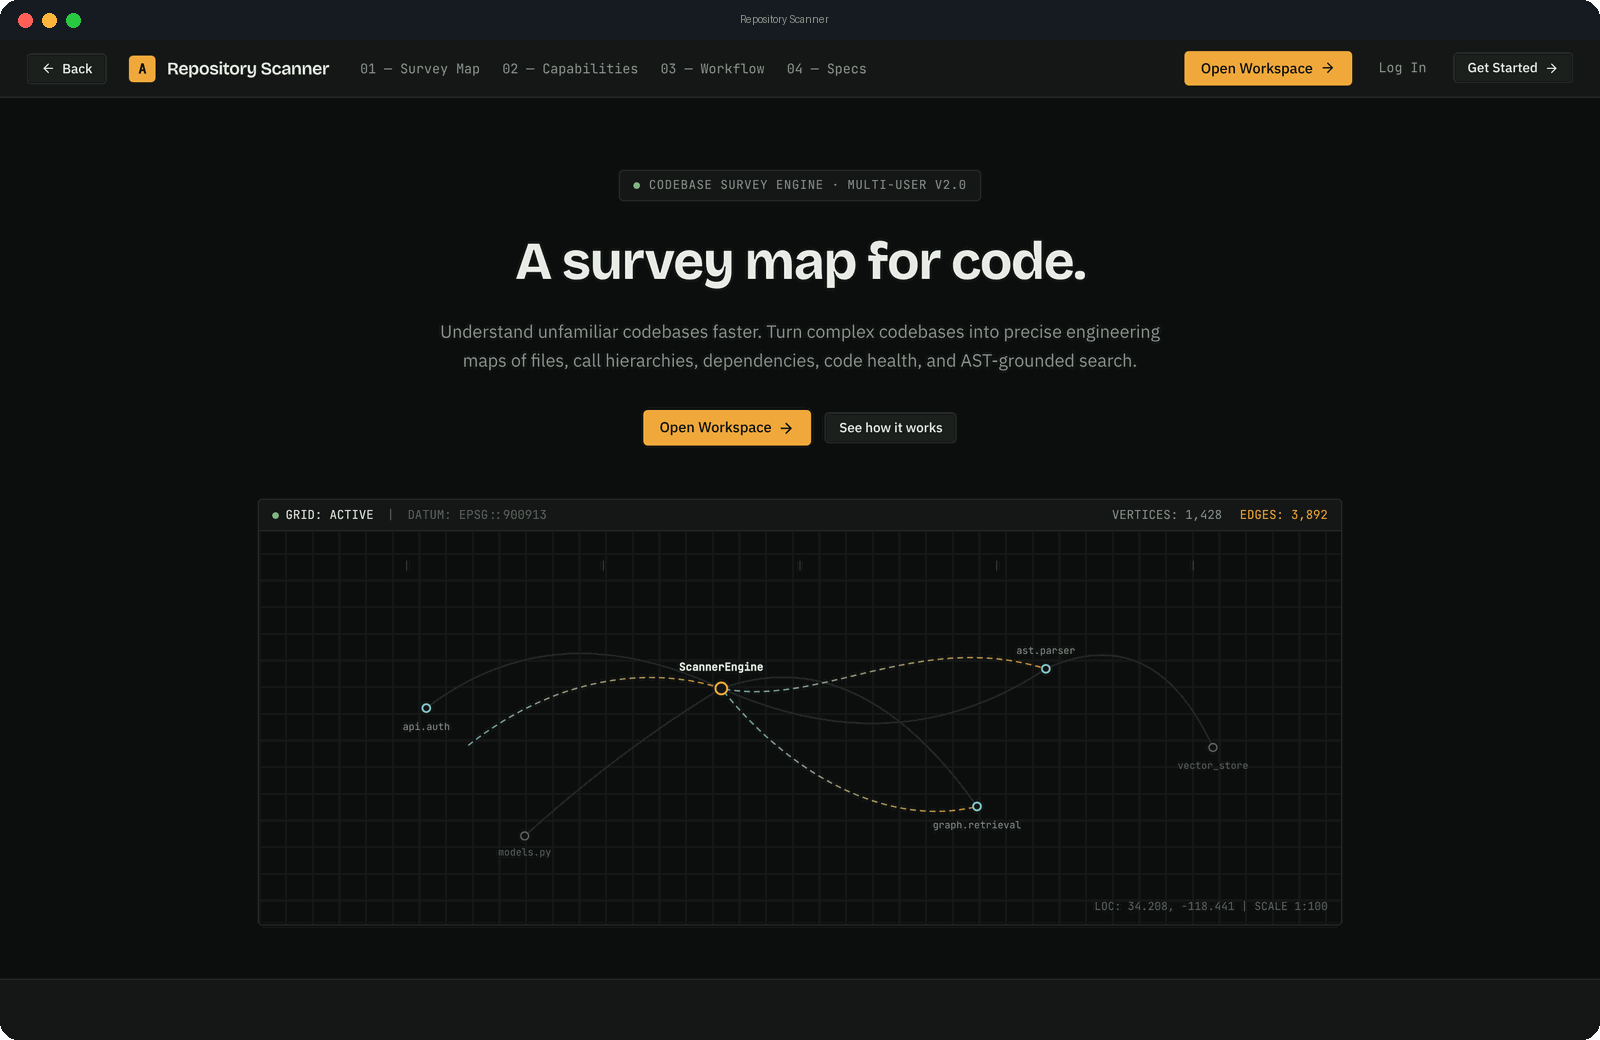 Repository Scanner
← Back
A Repository Scanner
01 — Survey Map
02 — Capabilities
03 — Workflow
04 — Specs
Open Workspace →
Log In
Get Started →
CODEBASE SURVEY ENGINE · MULTI-USER V2.0
A survey map for code.
Understand unfamiliar codebases faster. Turn complex codebases into precise engineering
maps of files, call hierarchies, dependencies, code health, and AST-grounded search.
Open Workspace →
See how it works
GRID: ACTIVE | DATUM: EPSG::900913
VERTICES: 1,428 EDGES: 3,892
ast.parser
ScannerEngine
api.auth
vector_store
graph.retrieval
models.py
LOC: 34.208, -118.441 | SCALE 1:100